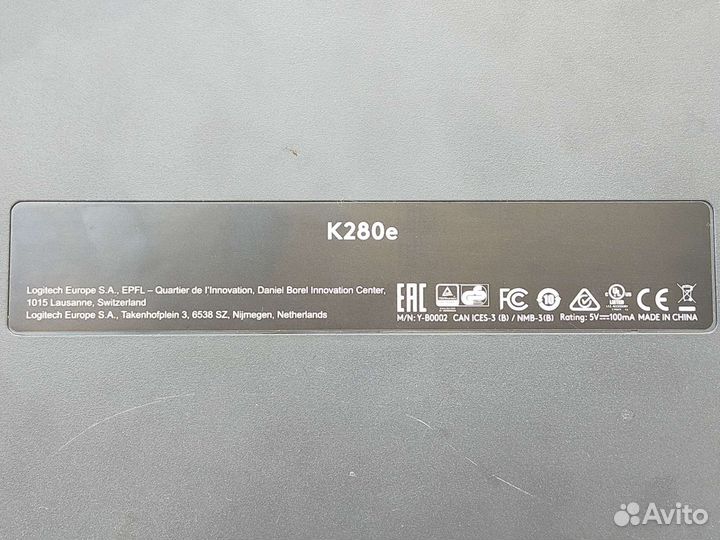 K280e
Logitech Europe S.A., EPFL – Quartier de l'Innovation, Daniel Borel Innovation Center,
1015 Lausanne, Switzerland
Logitech Europe S.A., Takenhofplein 3, 6538 SZ, Nijmegen, Netherlands
EAC FC 10 UL CE
M/N: Y-B0002 CAN ICES-3 (B) / NMB-3(B) Rating: 5V⎓100mA MADE IN CHINA
Avito